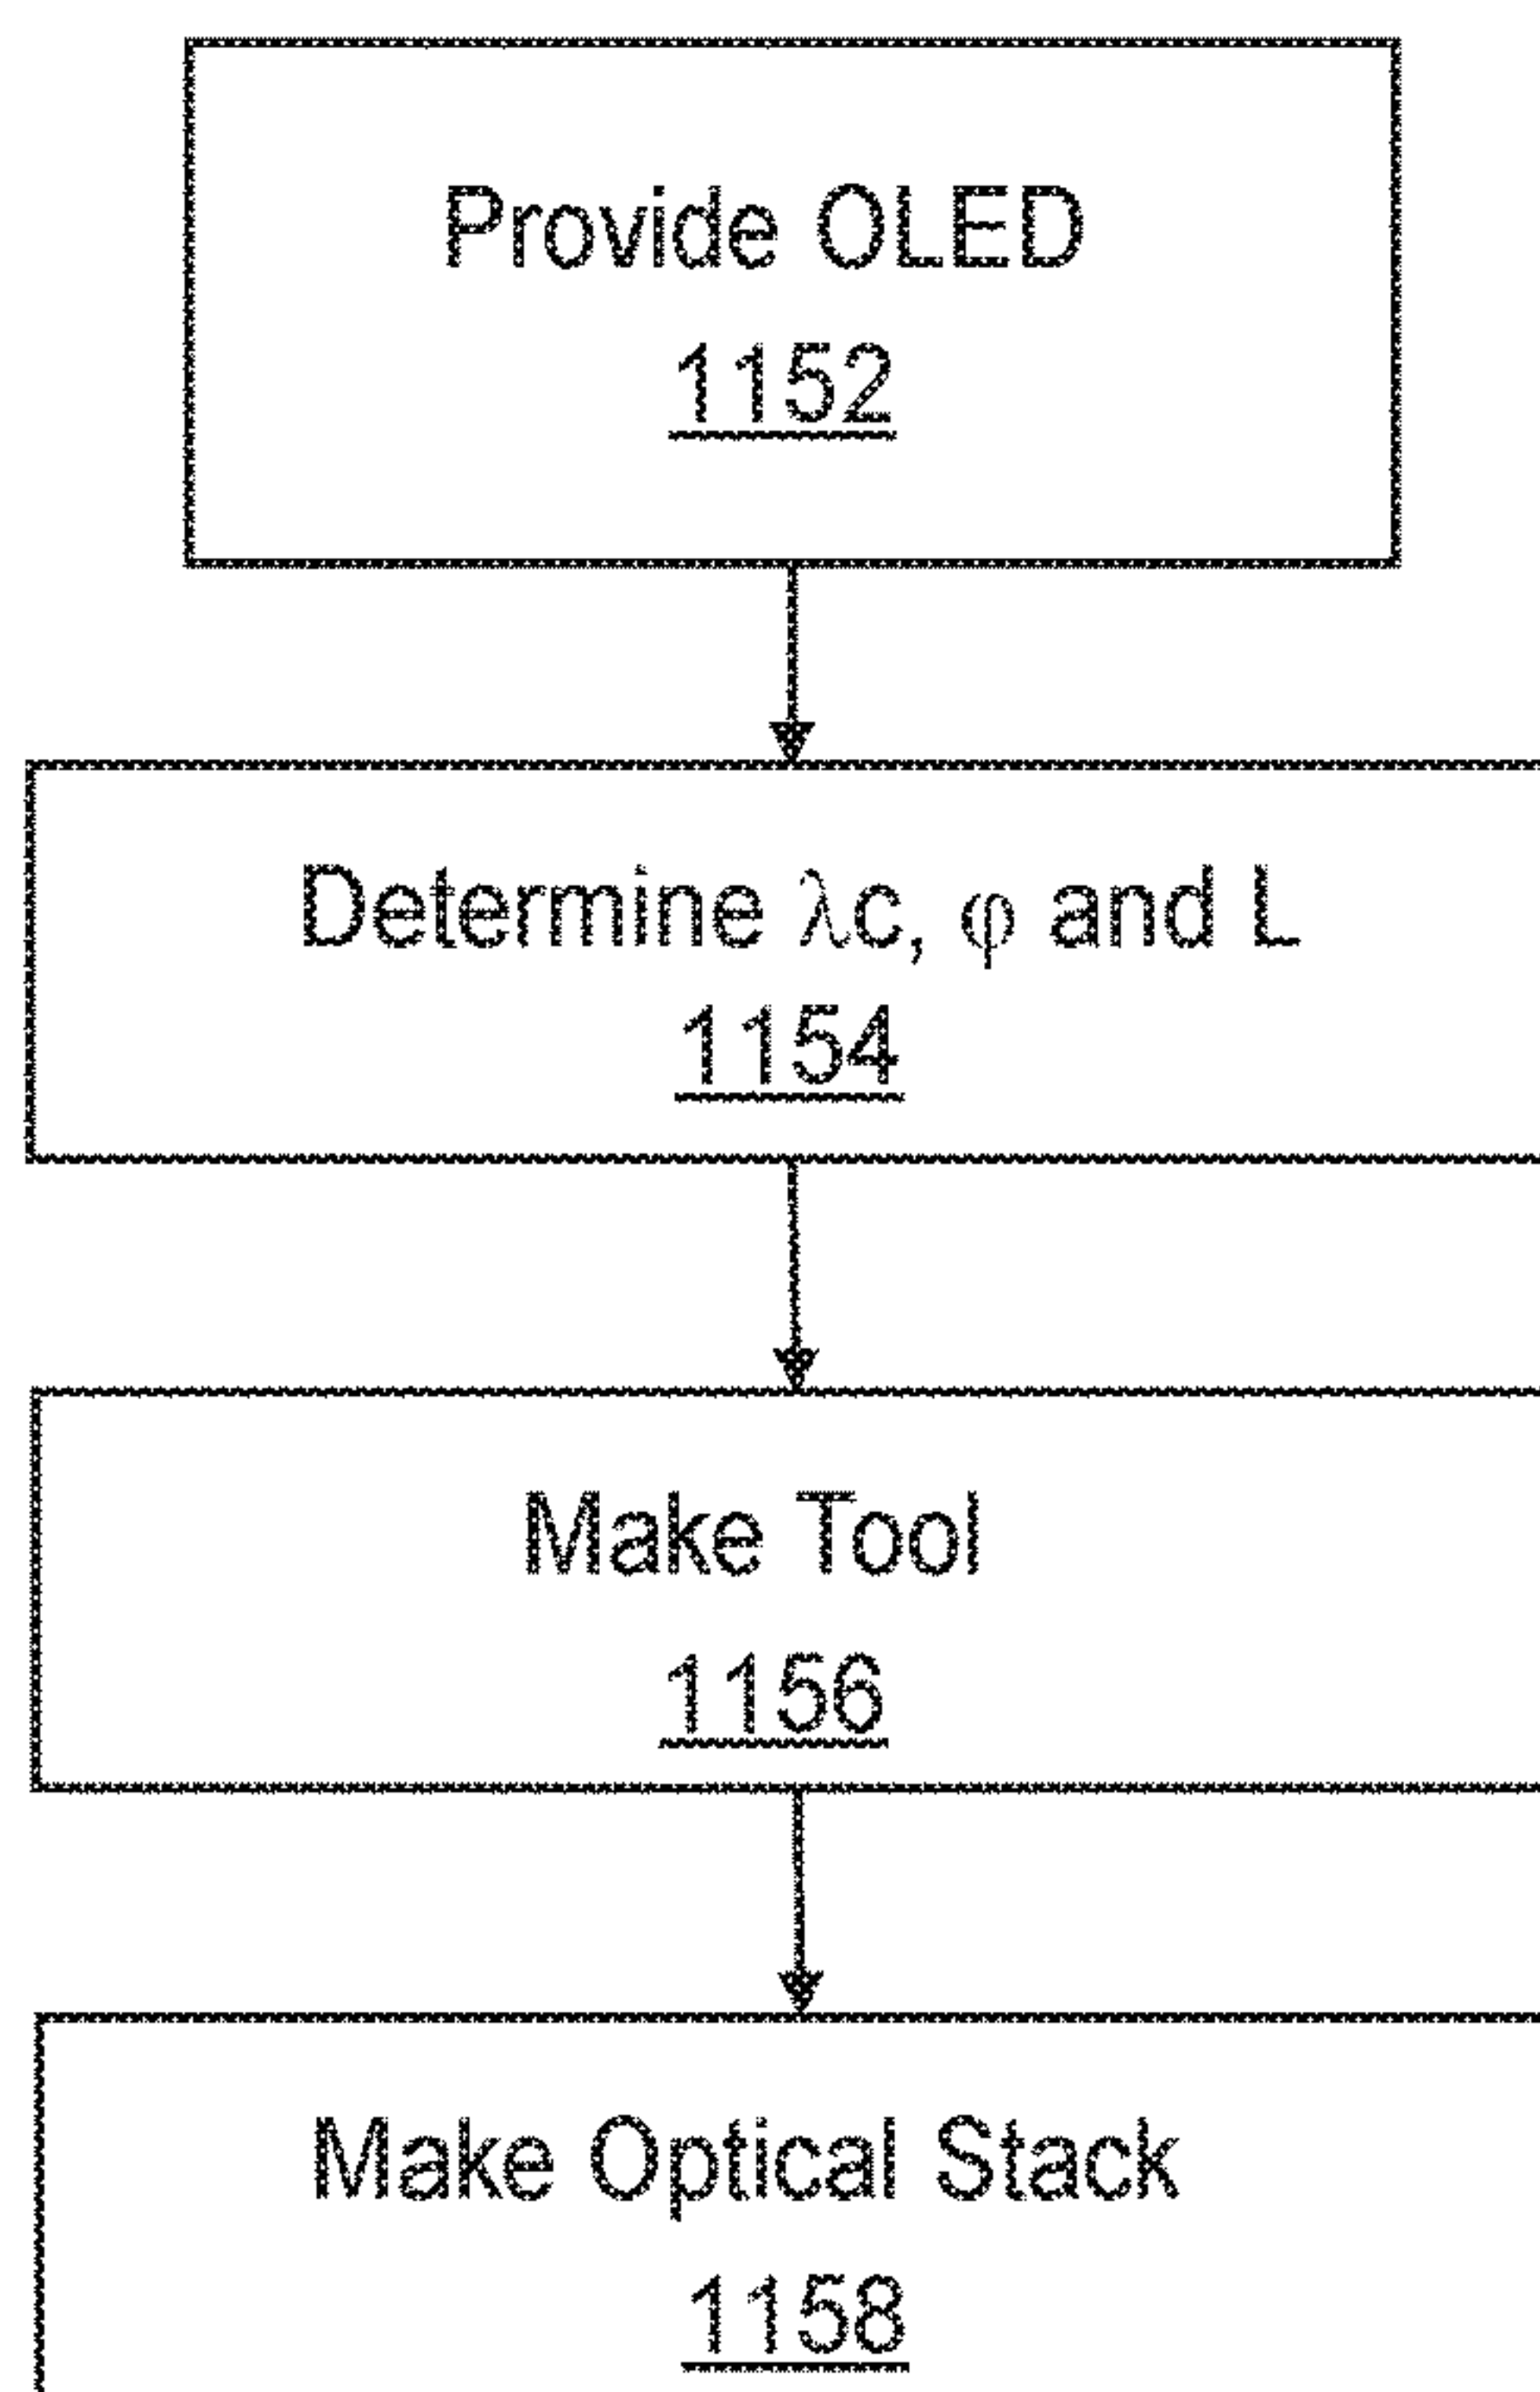 Provide OLED
1152
Determine λc, φ and L
1154
Make Tool
1156
Make Optical Stack
1158